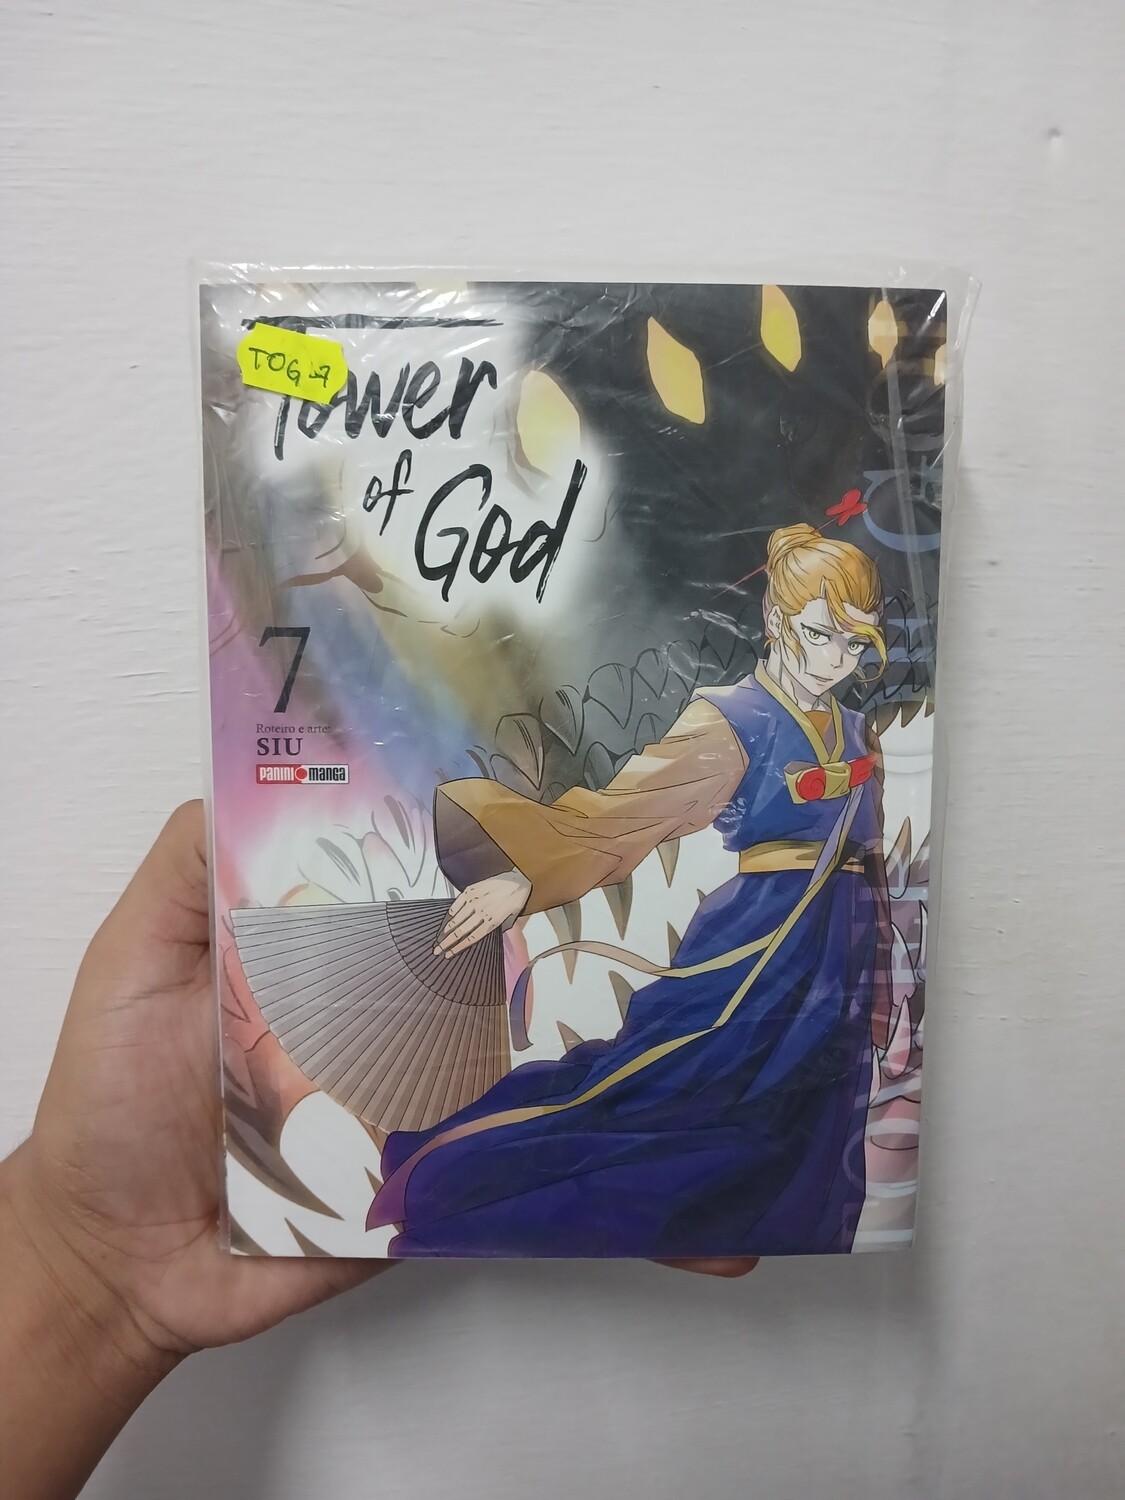 TOG-7
Tower
of God
7
Roteiro e arte:
SIU
PANINI MANGA